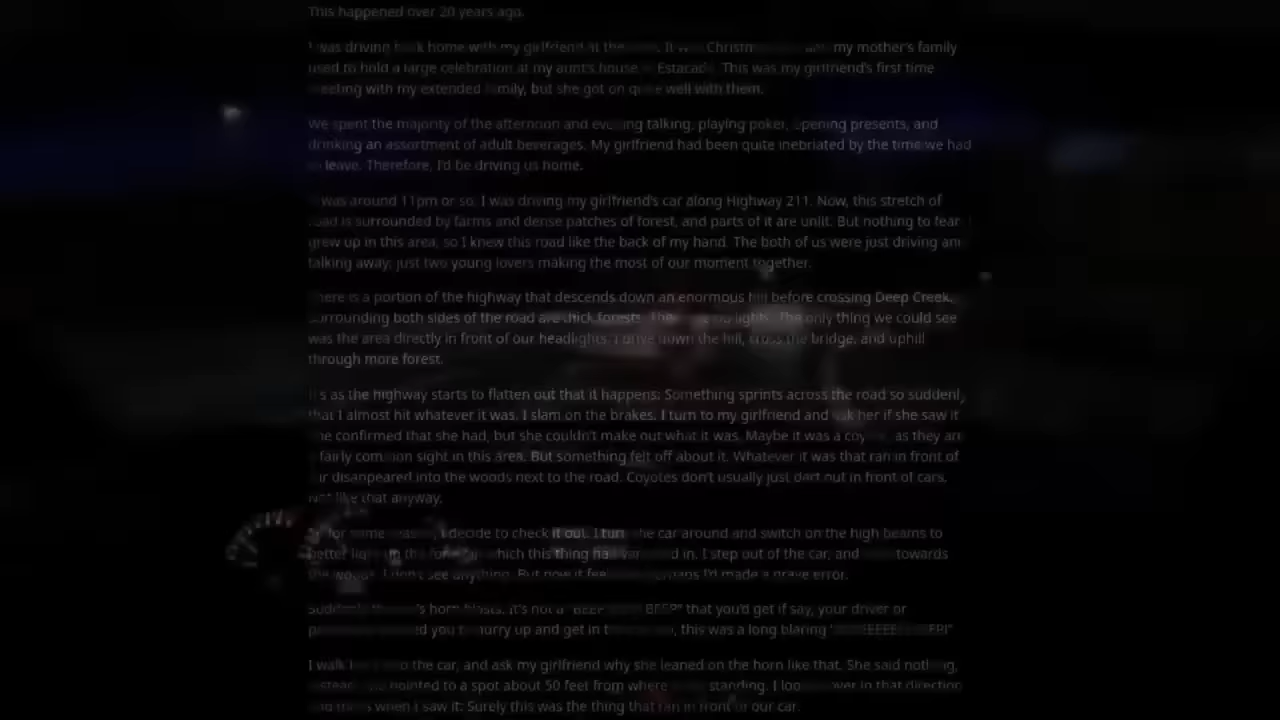 This happened over 20 years ago.
I was driving back home with my girlfriend at the It was Christm my mother's family
used to hold a large celebration at my aunt's house in Estacada. This was my girlfriend's first time
meeting with my extended family, but she got on quite well with them.
We spent the majority of the afternoon and evening talking, playing poker, opening presents, and
drinking an assortment of adult beverages. My girlfriend had been quite inebriated by the time we had
to leave. Therefore, I'd be driving us home.
It was around 11pm or so. I was driving my girlfriend's car along Highway 211. Now, this stretch of
road is surrounded by farms and dense patches of forest, and parts of it are unlit. But nothing to fear
grew up in this area, so I knew this road like the back of my hand. The both of us were just driving and
talking away, just two young lovers making the most of our moment together.
There is a portion of the highway that descends down an enormous hill before crossing Deep Creek.
Surrounding both sides of the road are thick forests. no lights. The only thing we could see
was the area directly in front of our headlights. I drive down the hill, cross the bridge, and uphill
through more forest.
It's as the highway starts to flatten out that it happens: Something sprints across the road so suddenly
that I almost hit whatever it was. I slam on the brakes. I turn to my girlfriend and ask her if she saw it
She confirmed that she had, but she couldn't make out what it was. Maybe it was a coy as they are
fairly common sight in this area. But something felt off about it. Whatever it was that ran in front of
our disappeared into the woods next to the road. Coyotes don't usually just dart out in front of cars.
Not like that anyway.
for some reason, I decide to check it out. I turn the car around and switch on the high beams to
better light up the which this thing had d in. I step out of the car, and towards
the woods. I don't see anything. But now it I'd made a grave error.
Suddenly horn blasts. It's not a "BEEP BEEP" that you'd get if say, your driver or
you to hurry up and get in this was a long blaring
I walk to the car, and ask my girlfriend why she leaned on the horn like that. She said nothing,
instead pointed to a spot about 50 feet from where standing. I look over in that direction
and when I saw it: Surely this was the thing that ran in front of our car.